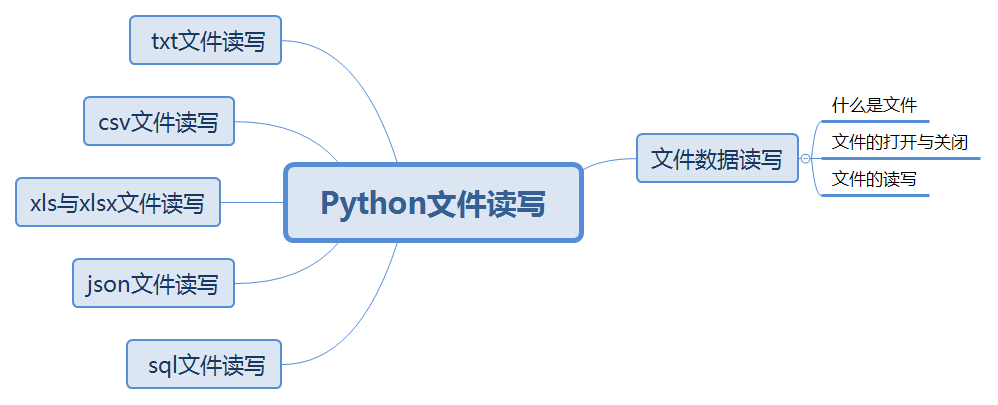 txt文件读写
csv文件读写
xls与xlsx文件读写
json文件读写
sql文件读写
Python文件读写
文件数据读写
什么是文件
文件的打开与关闭
文件的读写